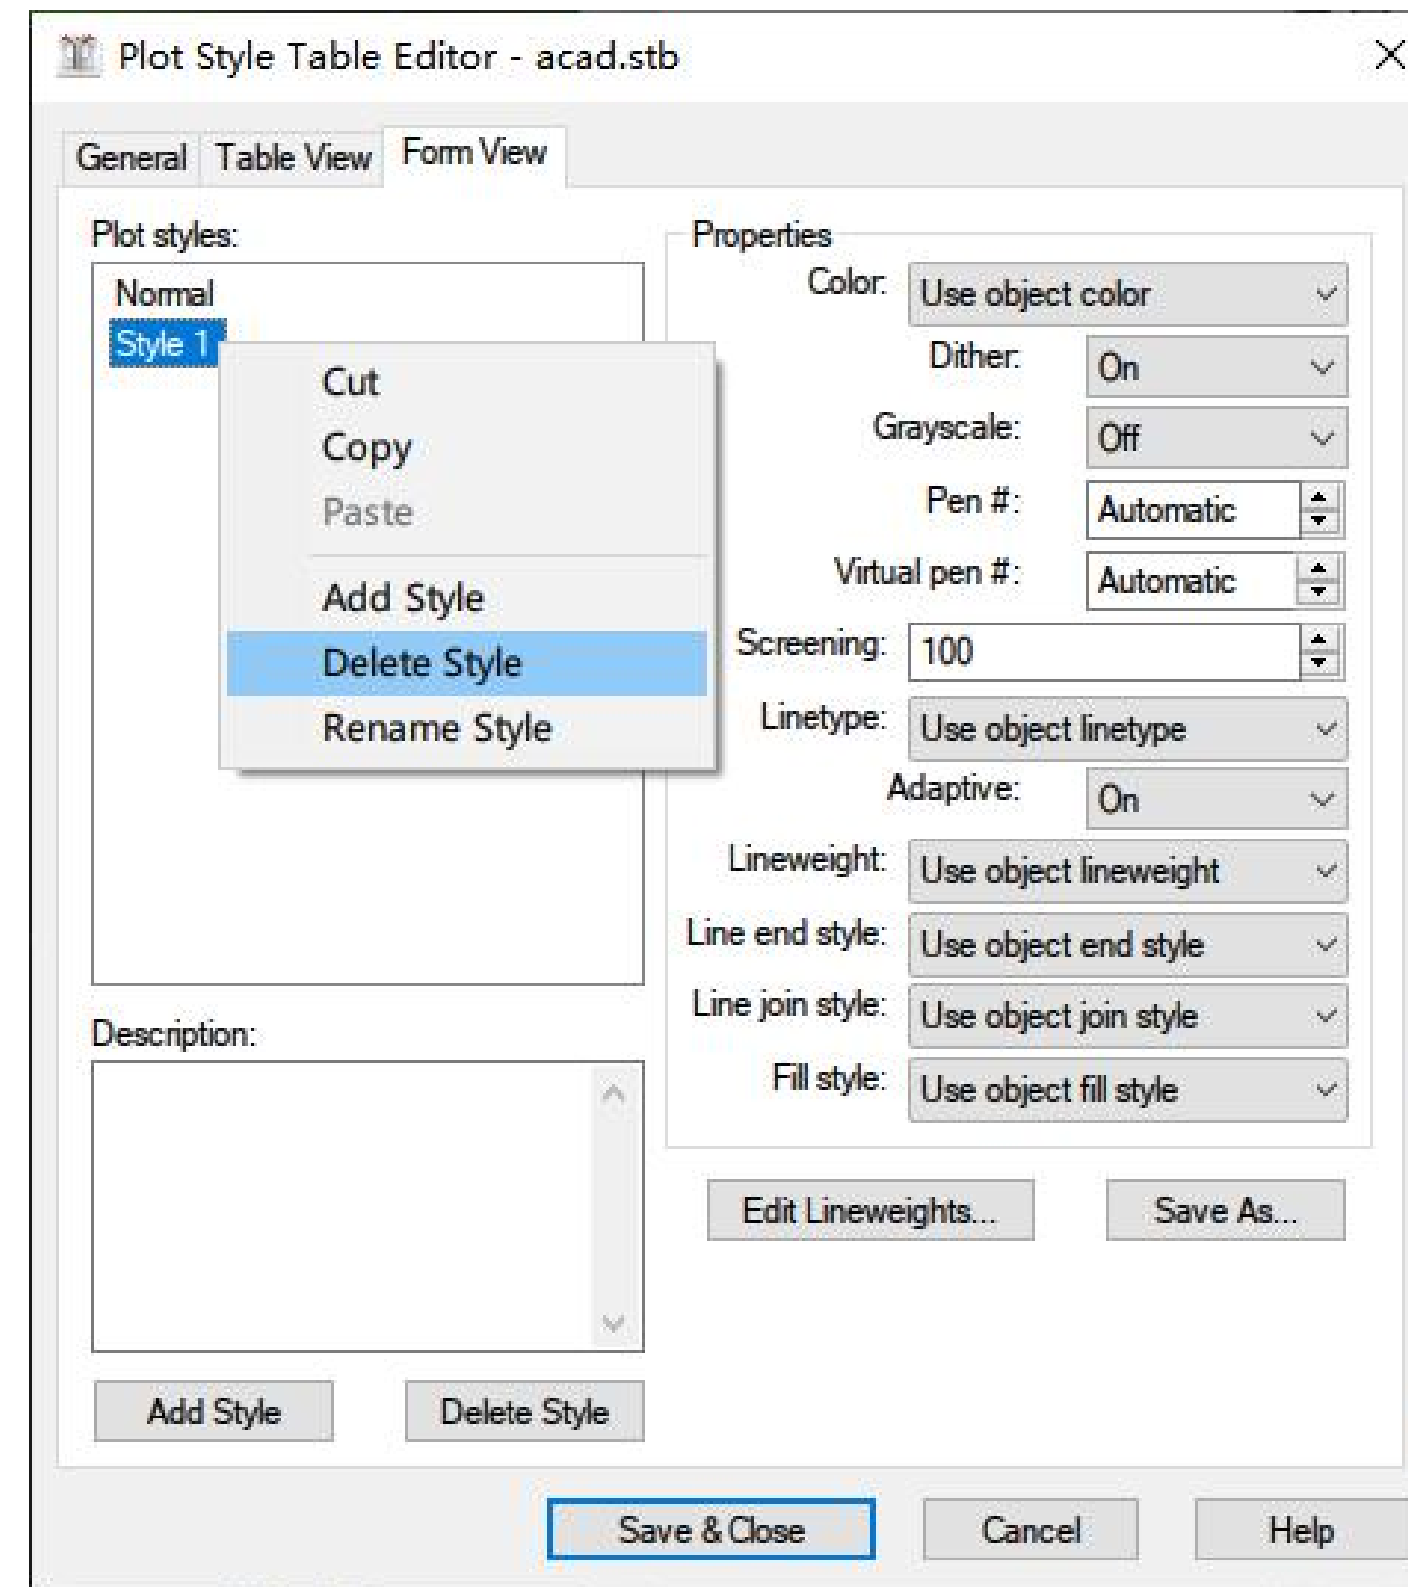 Plot Style Table Editor - acad.stb
General Table View Form View
Plot styles:
Normal
Style 1
Cut
Copy
Paste
Add Style
Delete Style
Rename Style
Description:
Add Style Delete Style
Properties
Color: Use object color
Dither: On
Grayscale: Off
Pen #: Automatic
Virtual pen #: Automatic
Screening: 100
Linetype: Use object linetype
Adaptive: On
Lineweight: Use object lineweight
Line end style: Use object end style
Line join style: Use object join style
Fill style: Use object fill style
Edit Lineweights... Save As...
Save & Close Cancel Help